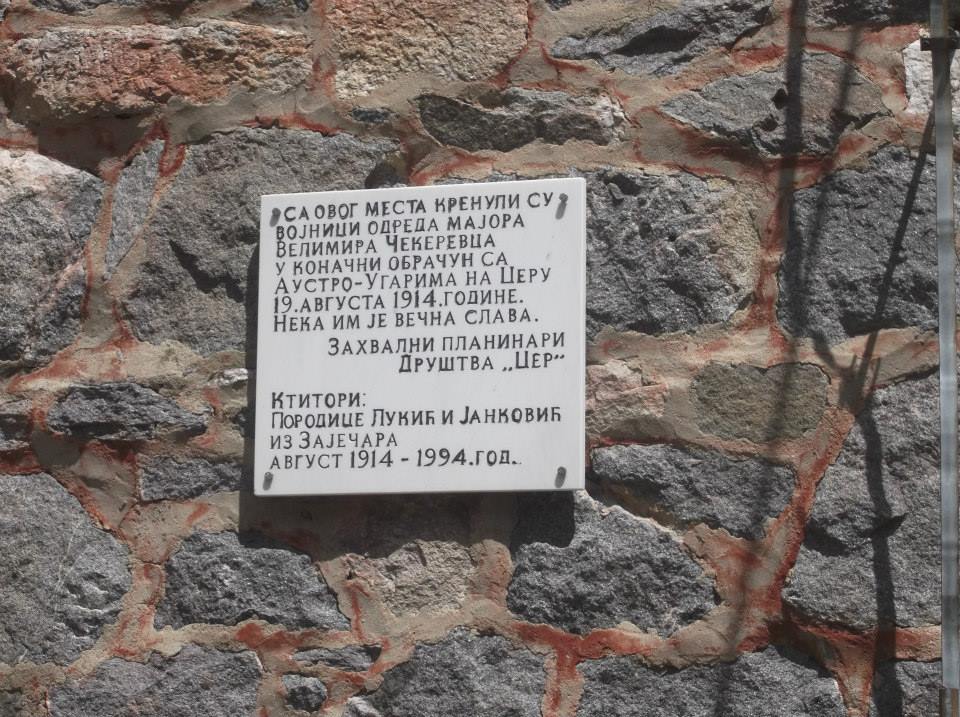 СА ОВОГ МЕСТА КРЕНУЛИ СУ
ВОЈНИЦИ ОДРЕДА МАЈОРА
ВЕЛИМИРА ЧЕКЕРЕВЦА
У КОНАЧНИ ОБРАЧУН СА
АУСТРО-УГАРИМА НА ЦЕРУ
19.АВГУСТА 1914.ГОДИНЕ.
НЕКА ИМ ЈЕ ВЕЧНА СЛАВА.
ЗАХВАЛНИ ПЛАНИНАРИ
ДРУШТВА „ЦЕР”
КТИТОРИ:
ПОРОДИЦЕ ЛУКИЋ И ЈАНКОВИЋ
ИЗ ЗАЈЕЧАРА
АВГУСТ 1914 - 1994.ГОД..